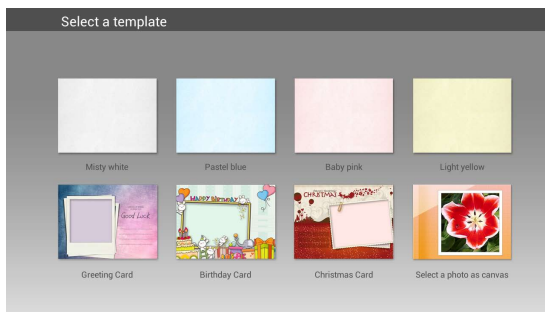 Select a template
Misty white
Pastel blue
Baby pink
Light yellow
Good Luck
HAPPY BIRTHDAY
CHRISTMAS
Greeting Card
Birthday Card
Christmas Card
Select a photo as canvas